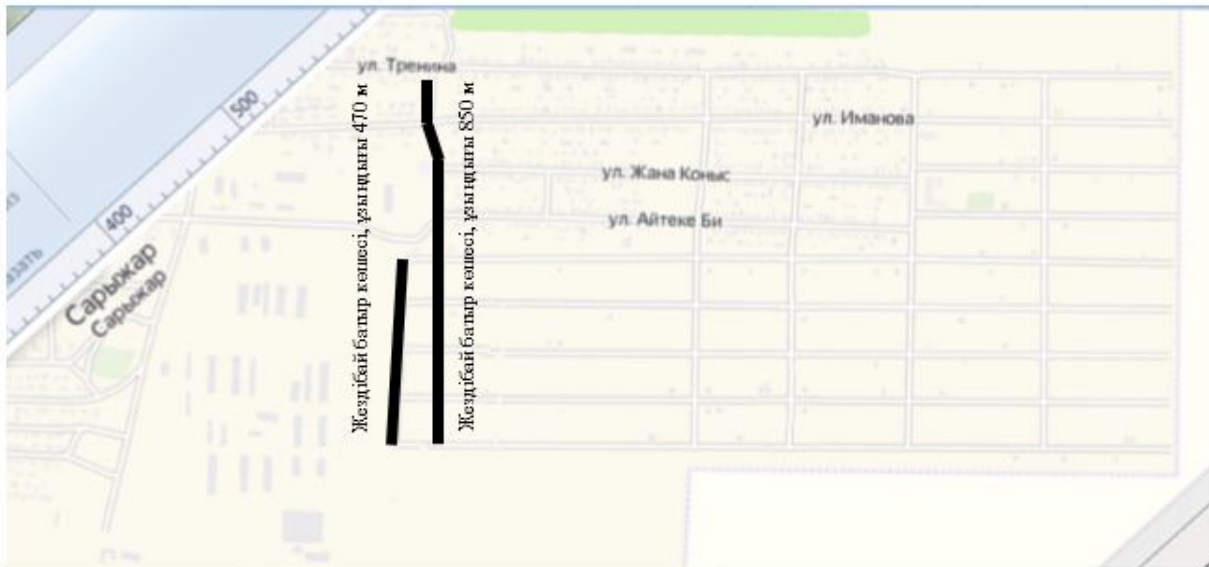 ул. Тренина
500
ул. Иманова
Жездібай батыр көшесі, ұзындығы 470 м
Жездібай батыр көшесі, ұзындығы 850 м
ул. Жана Коныс
400
ул. Айтеке Би
Сарыжар
Сарыжар